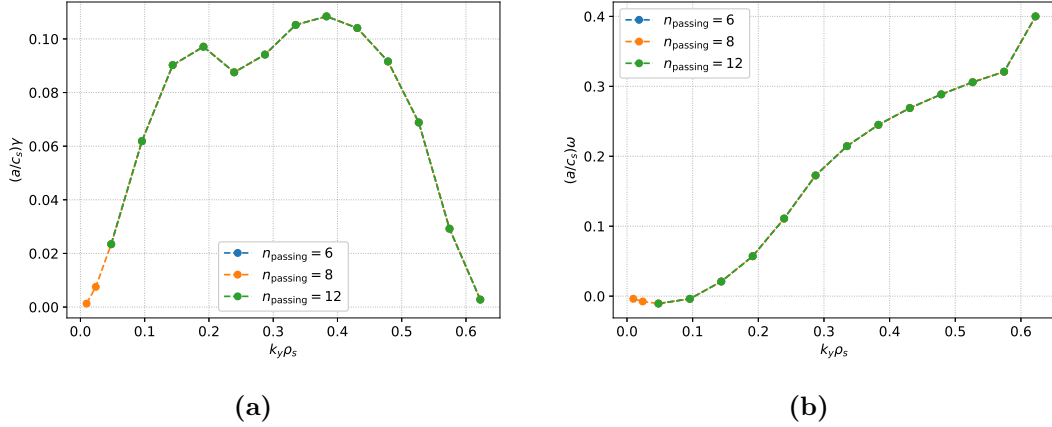 0.10
0.08
0.06
0.04
0.02
0.00
(a/c_s)γ
n_passing = 6
n_passing = 8
n_passing = 12
0.0 0.1 0.2 0.3 0.4 0.5 0.6
k_yρ_s
(a)
0.4
0.3
0.2
0.1
0.0
(a/c_s)ω
n_passing = 6
n_passing = 8
n_passing = 12
0.0 0.1 0.2 0.3 0.4 0.5 0.6
k_yρ_s
(b)